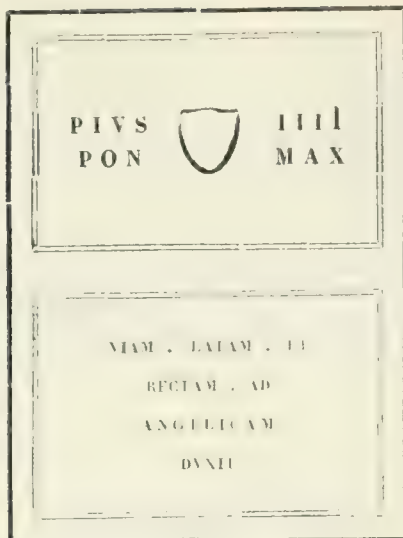 PIVS IIII
PON MAX
VIAM . LATAM . ET
RECTAM . AD
ANGELICAM
DVXIT